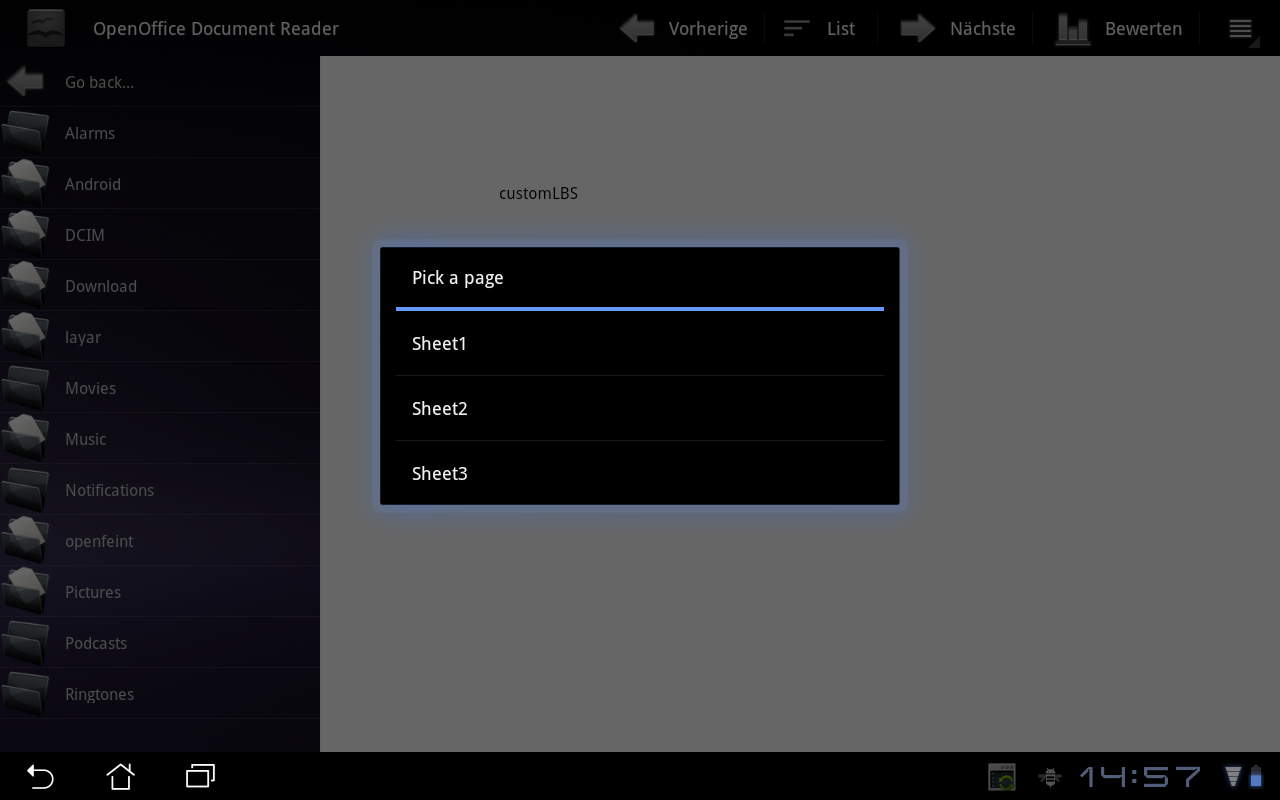 OpenOffice Document Reader
Vorherige
List
Nächste
Bewerten
Go back...
Alarms
Android
DCIM
Download
layar
Movies
Music
Notifications
openfeint
Pictures
Podcasts
Ringtones
customLBS
Pick a page
Sheet1
Sheet2
Sheet3
14:57